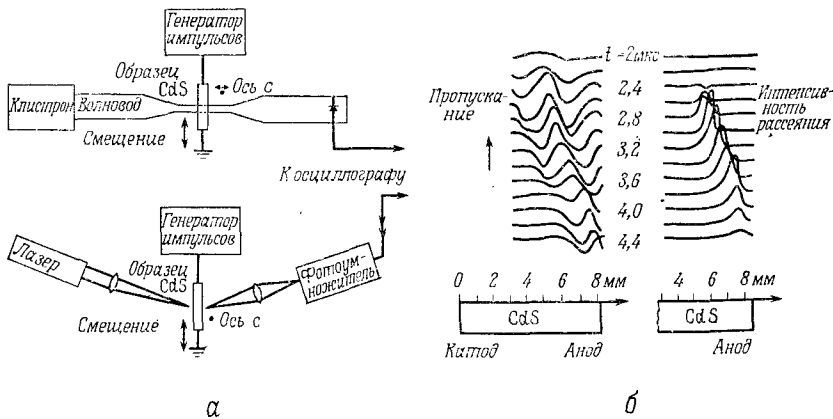 Генератор
импульсов
Образец
CdS
Ось с
Клистрон
Волновод
Смещение
К осциллографу
Генератор
импульсов
Лазер
Образец
CdS
Фотоум-
ножитель
Смещение
Ось с
а
t = 2мкс
Пропуска-
ние
2,4
2,8
3,2
3,6
4,0
4,4
Интенсив-
ность
рассеяния
0 2 4 6 8 мм
CdS
Катод Анод
4 6 8 мм
CdS
Анод
б